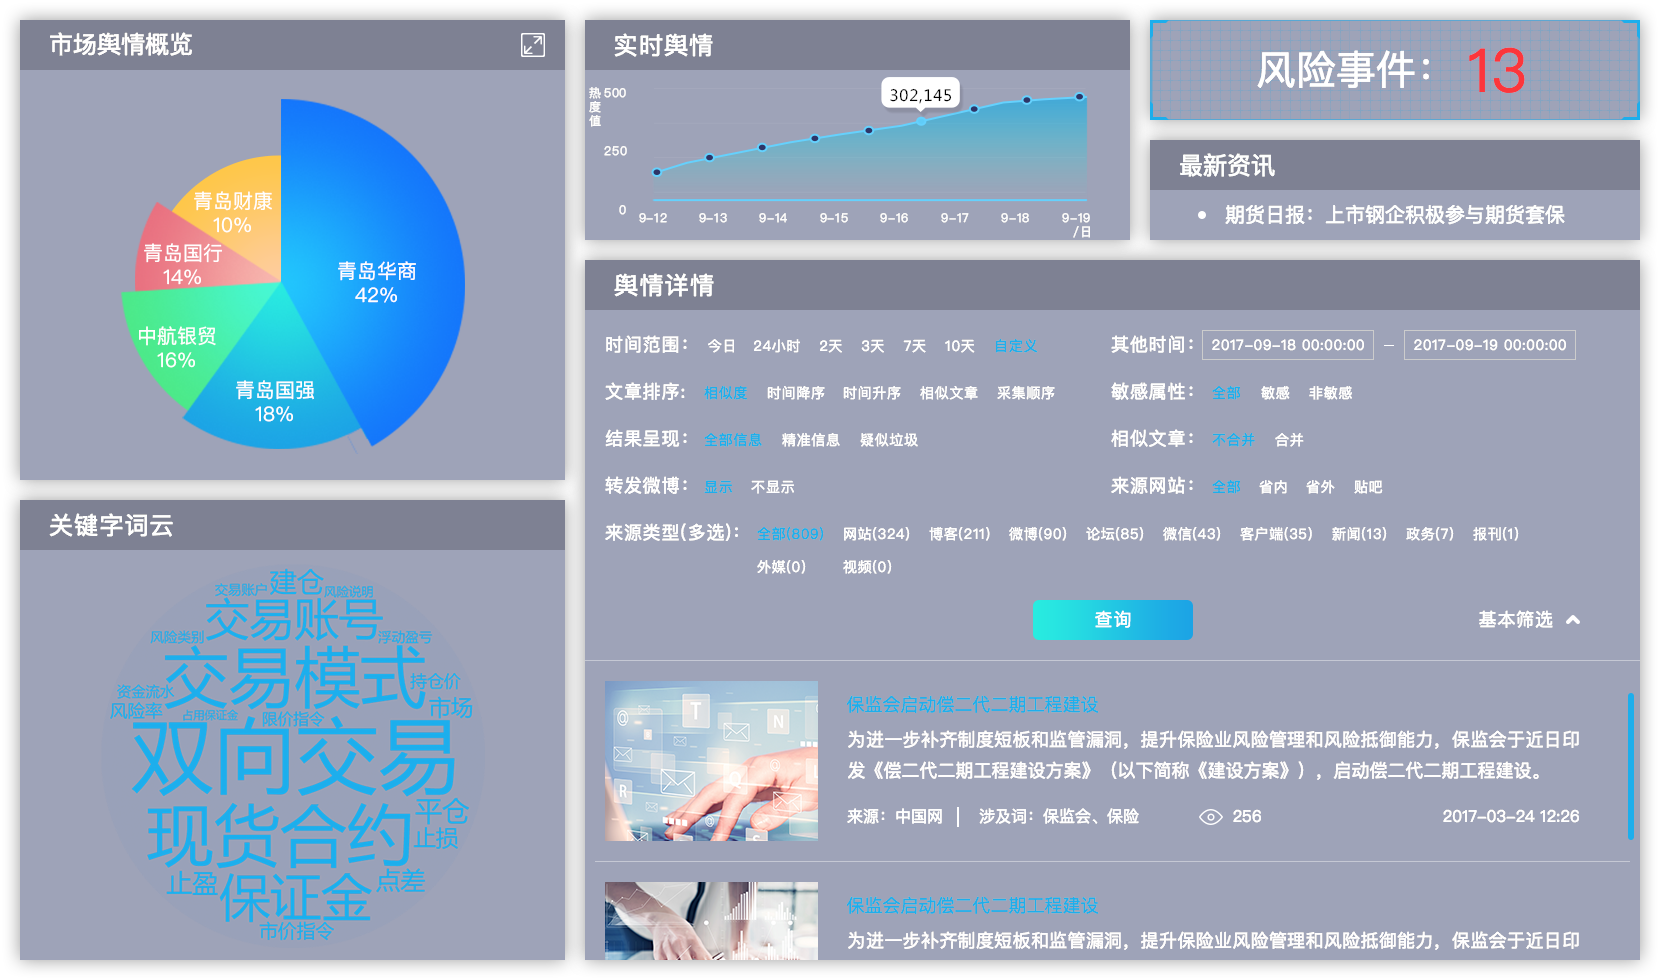 市场舆情概览
青岛财康
10%
青岛国行
14%
青岛华商
42%
中航银贸
16%
青岛国强
18%
实时舆情
热度值
500
302,145
250
0
9-12 9-13 9-14 9-15 9-16 9-17 9-18 9-19
/日
风险事件： 13
最新资讯
期货日报：上市钢企积极参与期货套保
关键字词云
建仓
交易账户
风险说明
交易账号
风险类别
浮动盈亏
交易模式
持仓价
资金流水
市场
风险率
占用保证金
限价指令
双向交易
平仓
现货合约
止损
止盈
点差
保证金
市价指令
舆情详情
时间范围： 今日 24小时 2天 3天 7天 10天 自定义 其他时间： 2017-09-18 00:00:00 – 2017-09-19 00:00:00
文章排序： 相似度 时间降序 时间升序 相似文章 采集顺序 敏感属性： 全部 敏感 非敏感
结果呈现： 全部信息 精准信息 疑似垃圾 相似文章： 不合并 合并
转发微博： 显示 不显示 来源网站： 全部 省内 省外 贴吧
来源类型(多选)： 全部(809) 网站(324) 博客(211) 微博(90) 论坛(85) 微信(43) 客户端(35) 新闻(13) 政务(7) 报刊(1)
外媒(0) 视频(0)
查询
基本筛选
@ T N
Q
R
@ S
保监会启动偿二代二期工程建设
为进一步补齐制度短板和监管漏洞，提升保险业风险管理和风险抵御能力，保监会于近日印
发《偿二代二期工程建设方案》（以下简称《建设方案》），启动偿二代二期工程建设。
来源：中国网 | 涉及词：保监会、保险 256 2017-03-24 12:26
保监会启动偿二代二期工程建设
为进一步补齐制度短板和监管漏洞，提升保险业风险管理和风险抵御能力，保监会于近日印